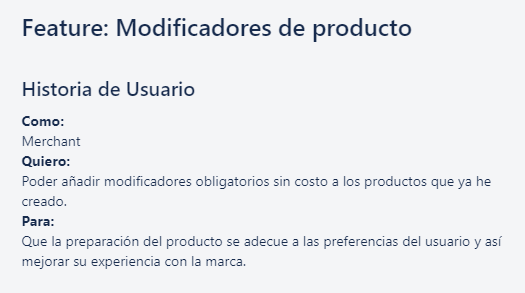 Feature: Modificadores de producto
Historia de Usuario
Como:
Merchant
Quiero:
Poder añadir modificadores obligatorios sin costo a los productos que ya he
creado.
Para:
Que la preparación del producto se adecue a las preferencias del usuario y así
mejorar su experiencia con la marca.